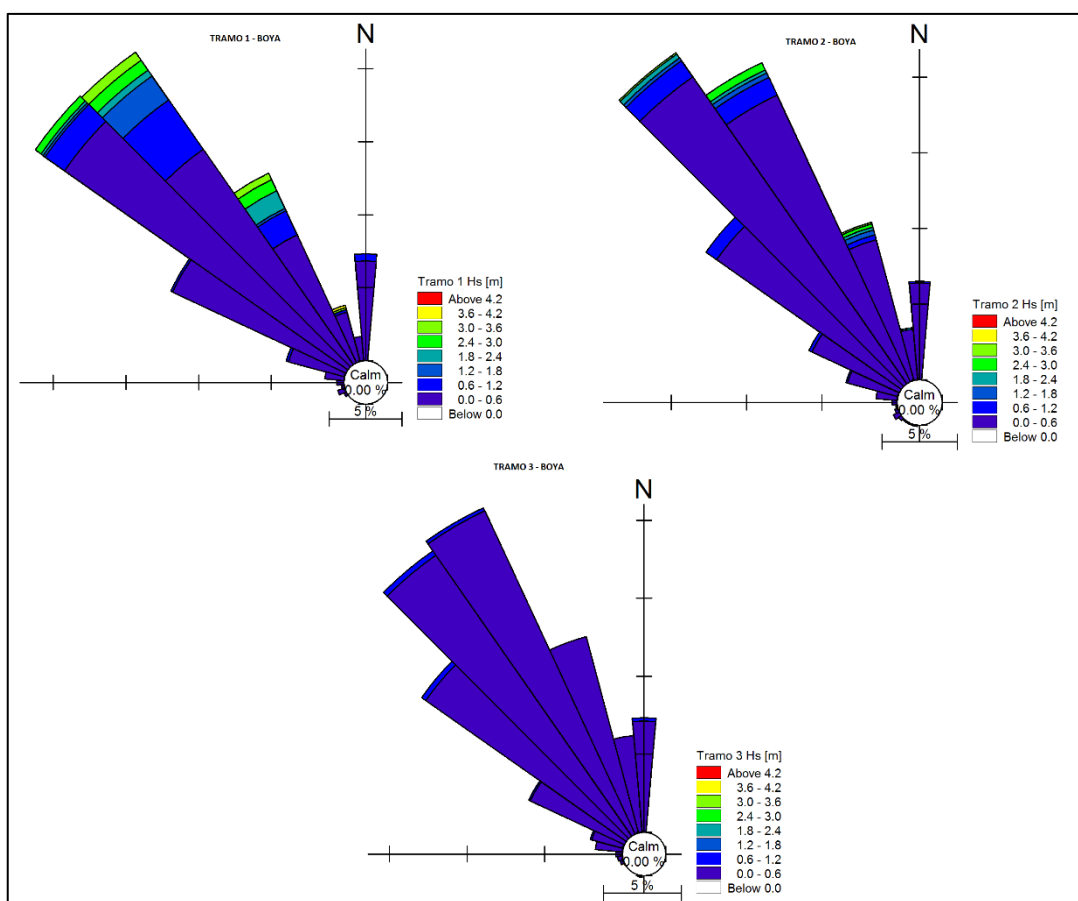 TRAMO 1 - BOYA
N
Calm
0.00 %
5 %
Tramo 1 Hs [m]
Above 4.2
3.6 - 4.2
3.0 - 3.6
2.4 - 3.0
1.8 - 2.4
1.2 - 1.8
0.6 - 1.2
0.0 - 0.6
Below 0.0
TRAMO 2 - BOYA
N
Calm
0.00 %
5 %
Tramo 2 Hs [m]
Above 4.2
3.6 - 4.2
3.0 - 3.6
2.4 - 3.0
1.8 - 2.4
1.2 - 1.8
0.6 - 1.2
0.0 - 0.6
Below 0.0
TRAMO 3 - BOYA
N
Calm
0.00 %
5 %
Tramo 3 Hs [m]
Above 4.2
3.6 - 4.2
3.0 - 3.6
2.4 - 3.0
1.8 - 2.4
1.2 - 1.8
0.6 - 1.2
0.0 - 0.6
Below 0.0